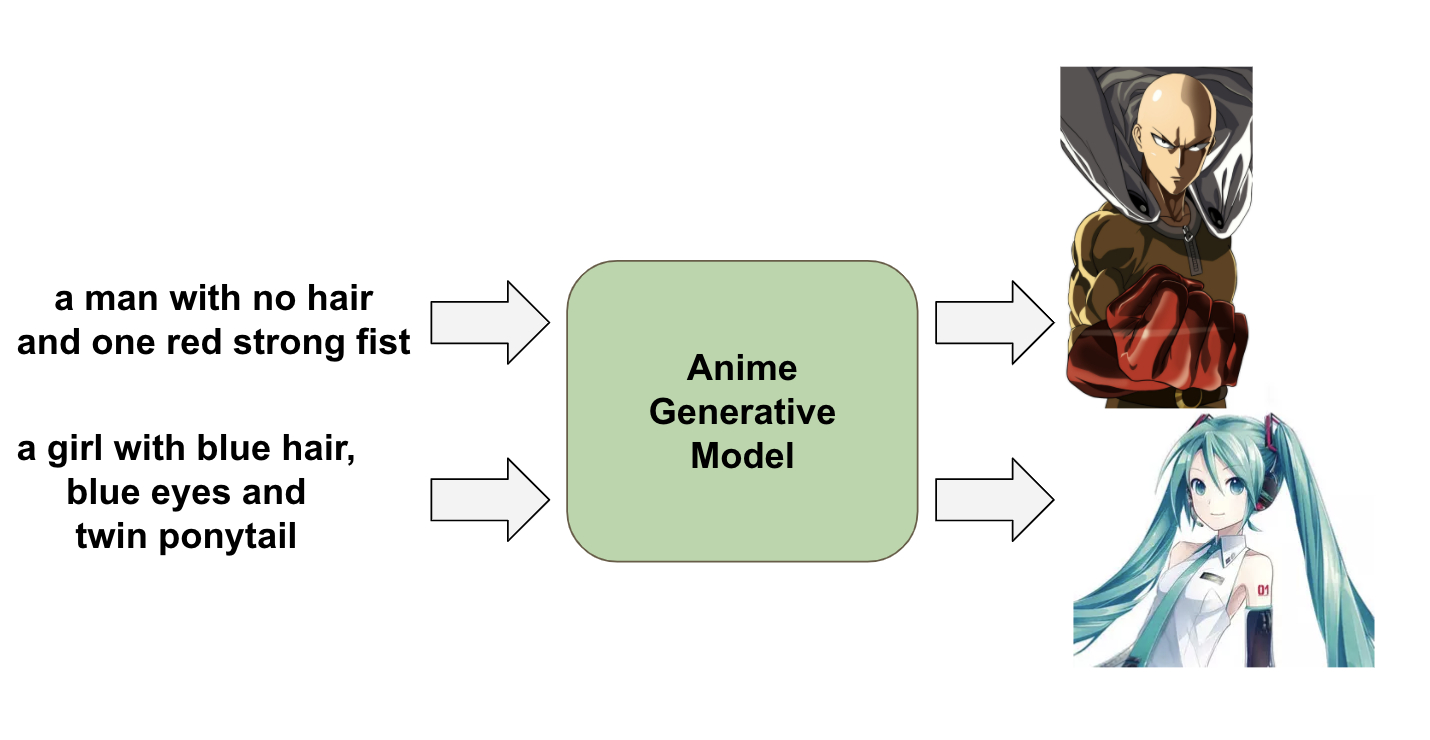 a man with no hair
and one red strong fist
a girl with blue hair,
blue eyes and
twin ponytail
Anime
Generative
Model
01